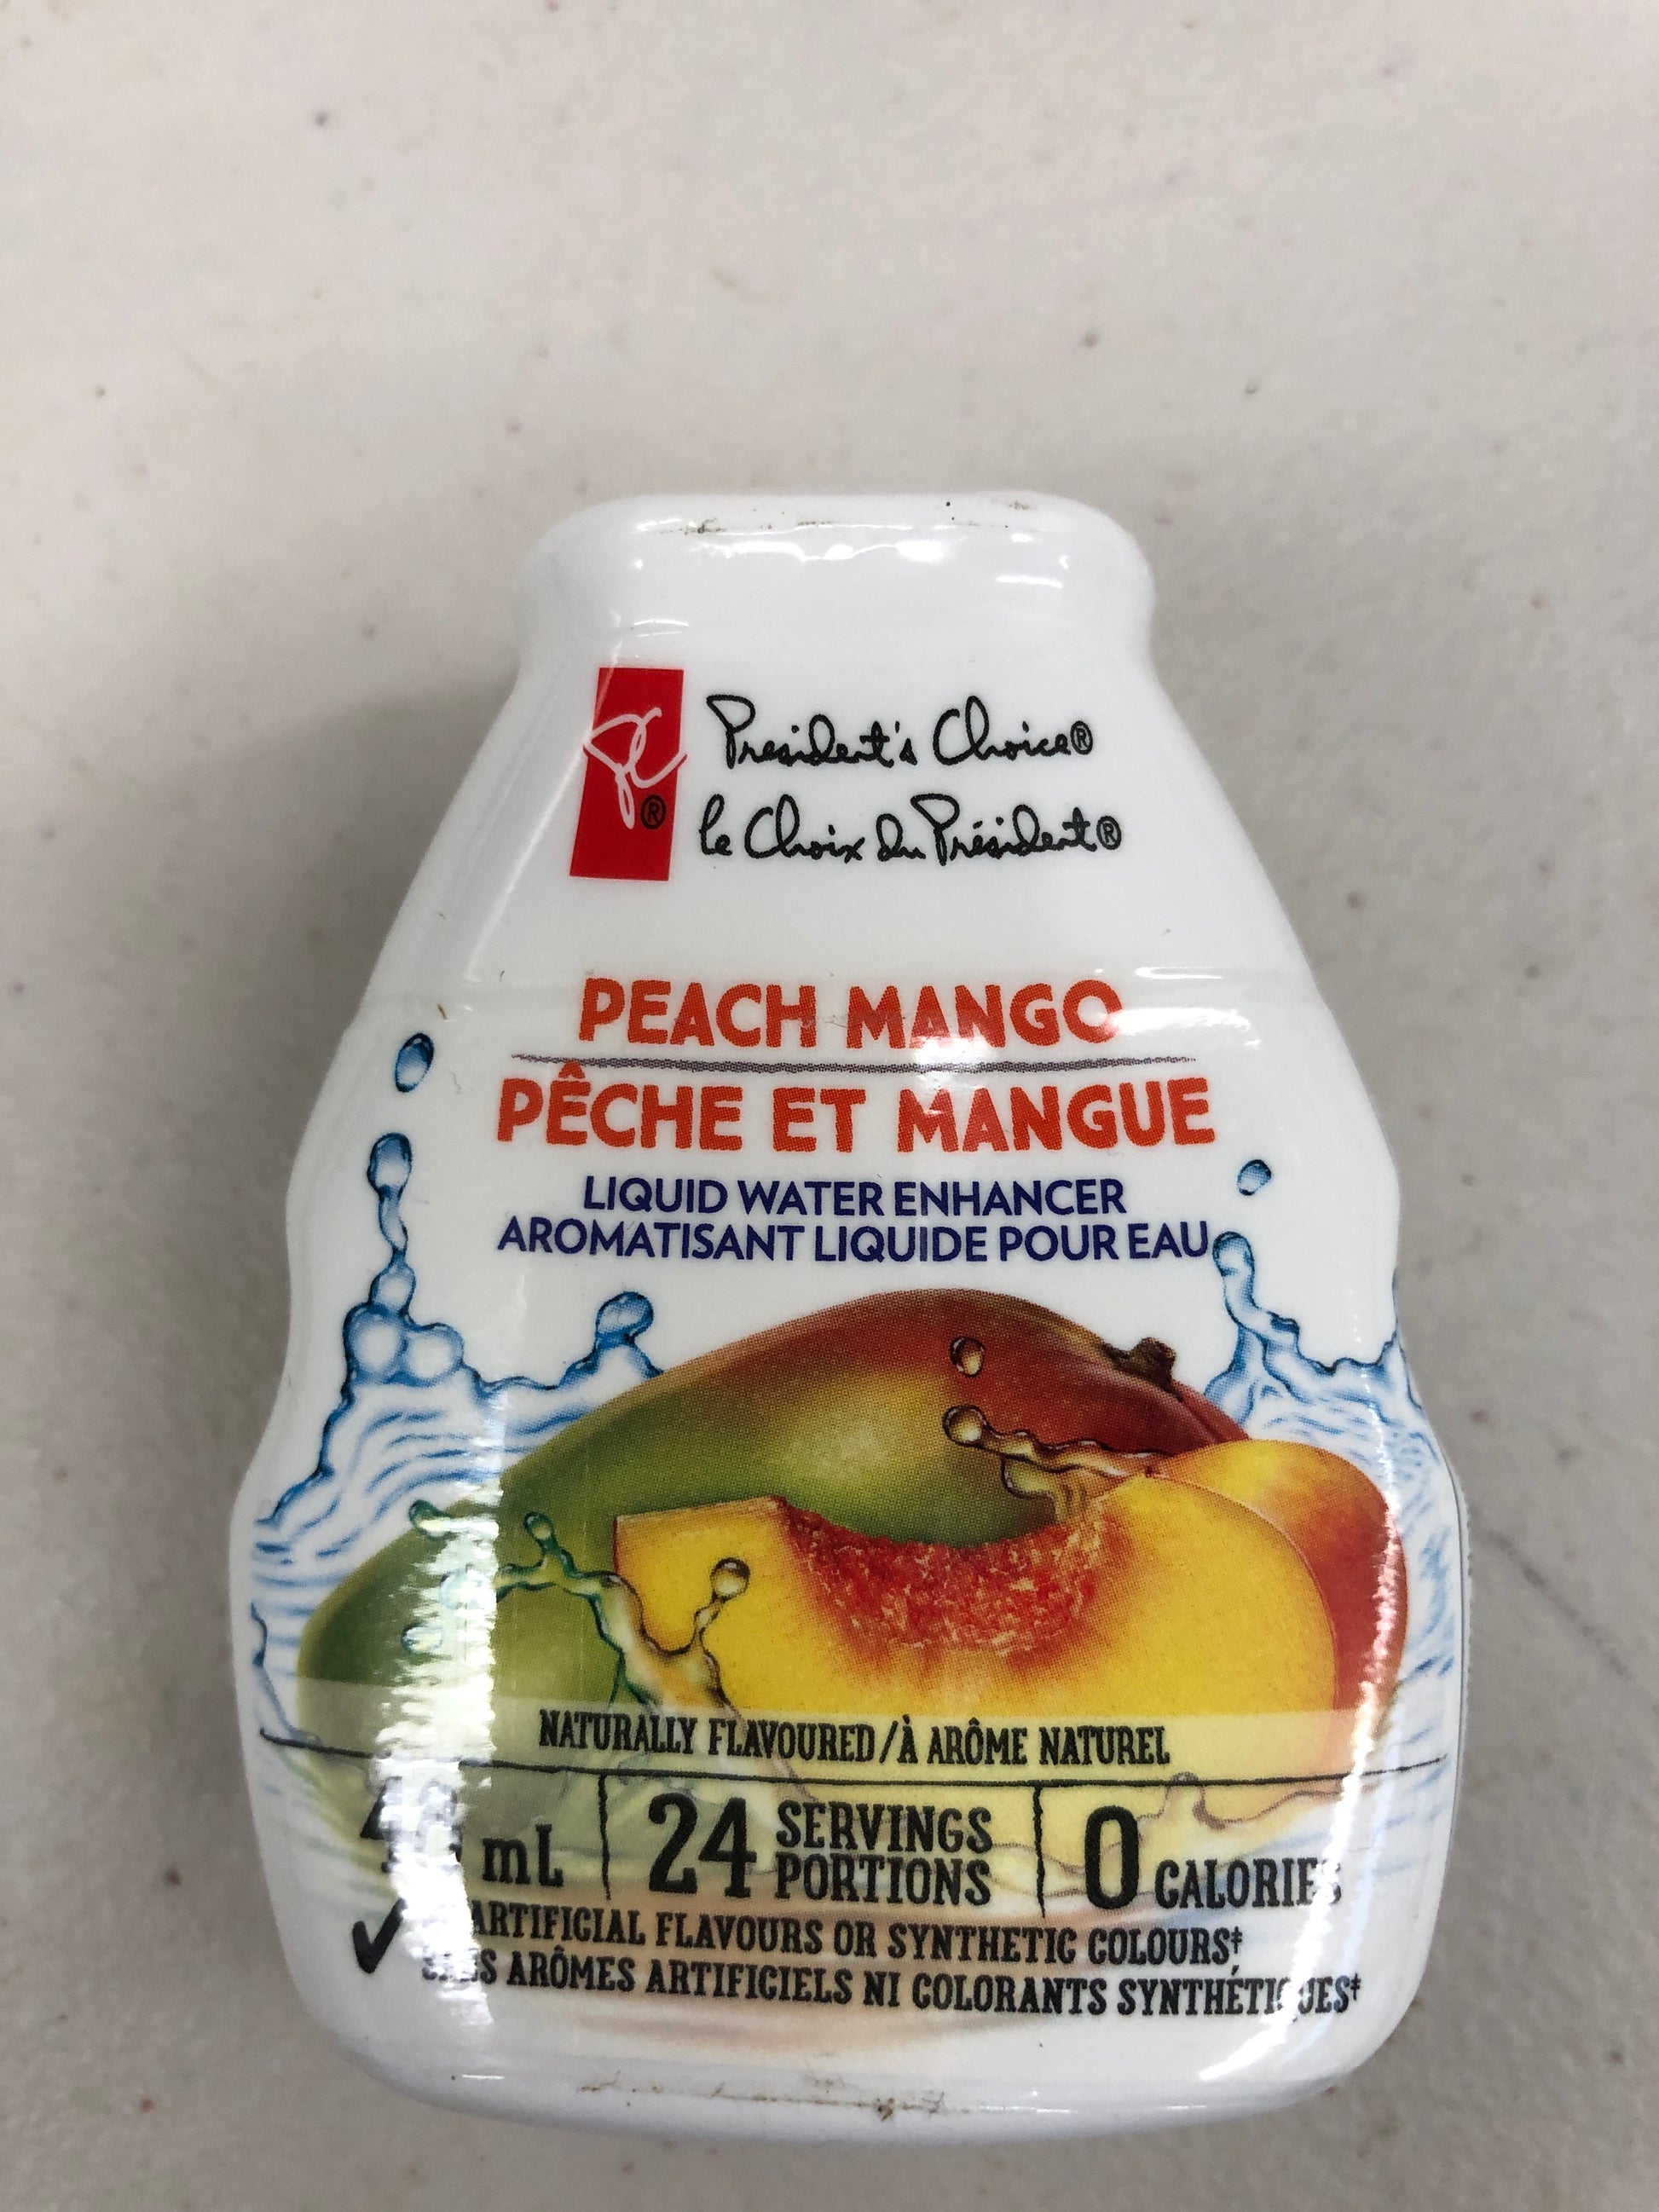 President's Choice®
le Choix du Président®
PC®
PEACH MANGO
PÊCHE ET MANGUE
LIQUID WATER ENHANCER
AROMATISANT LIQUIDE POUR EAU
NATURALLY FLAVOURED/À ARÔME NATUREL
mL
24 SERVINGS
PORTIONS
0 CALORIES
ARTIFICIAL FLAVOURS OR SYNTHETIC COLOURS‡
SANS ARÔMES ARTIFICIELS NI COLORANTS SYNTHÉTIQUES‡